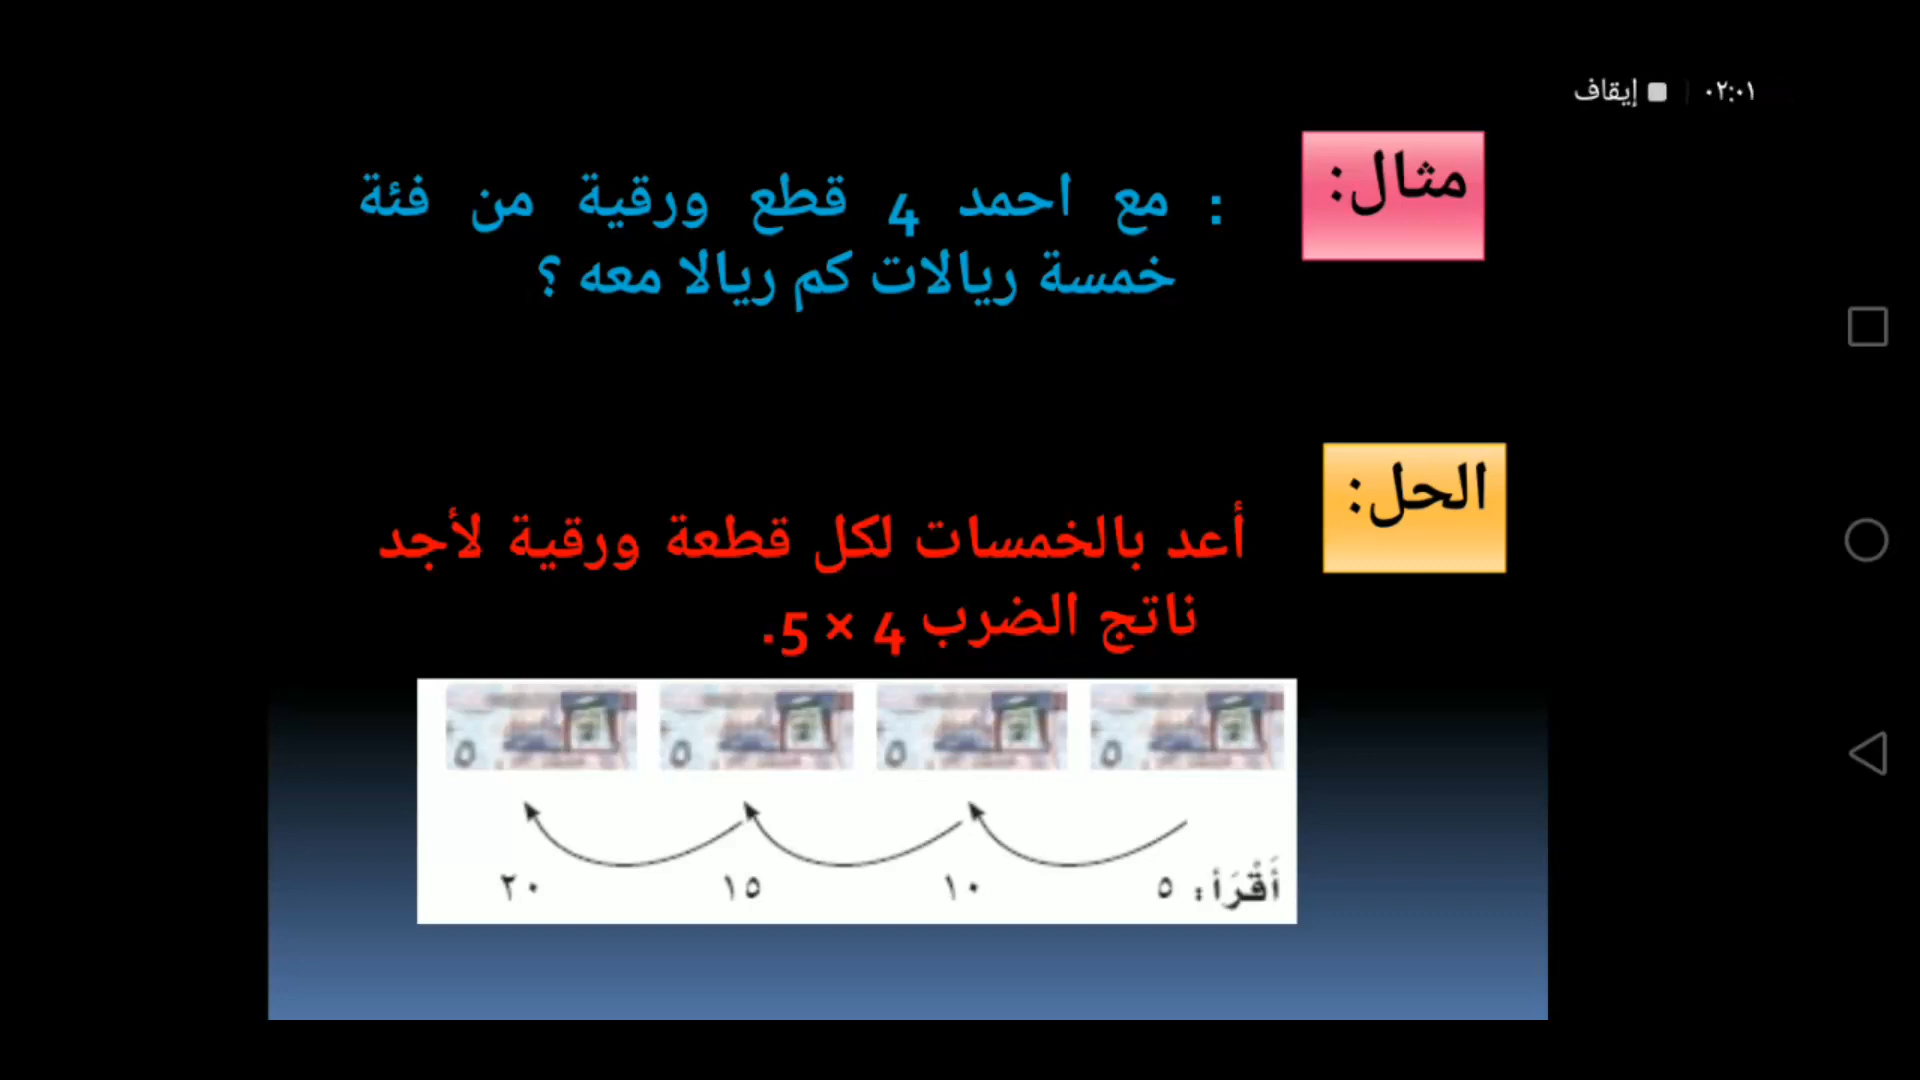 ٠٢:٠١ إيقاف
مثال:
: مع احمد 4 قطع ورقية من فئة
خمسة ريالات كم ريالا معه ؟
الحل:
أعد بالخمسات لكل قطعة ورقية لأجد
ناتج الضرب 4 × 5.
٥ ٥ ٥ ٥
أَقْرَأ: ٥ ١٠ ١٥ ٢٠